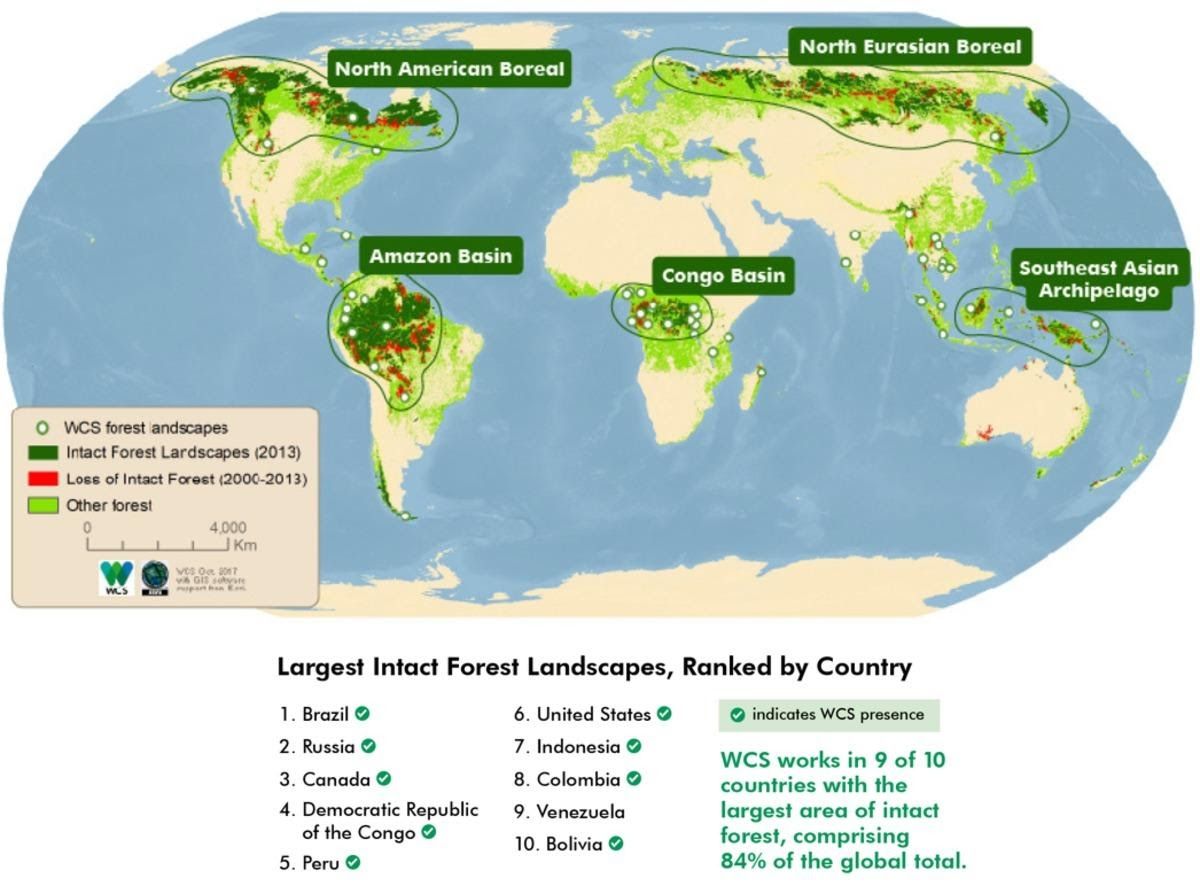 North Eurasian Boreal
North American Boreal
Amazon Basin
Congo Basin
Southeast Asian
Archipelago
WCS forest landscapes
Intact Forest Landscapes (2013)
Loss of Intact Forest (2000-2013)
Other forest
0 4,000
Km
WCS
WCS Oct 2017
with GIS software
support from Esri.
Largest Intact Forest Landscapes, Ranked by Country
1. Brazil
2. Russia
3. Canada
4. Democratic Republic
of the Congo
5. Peru
6. United States
7. Indonesia
8. Colombia
9. Venezuela
10. Bolivia
indicates WCS presence
WCS works in 9 of 10
countries with the
largest area of intact
forest, comprising
84% of the global total.